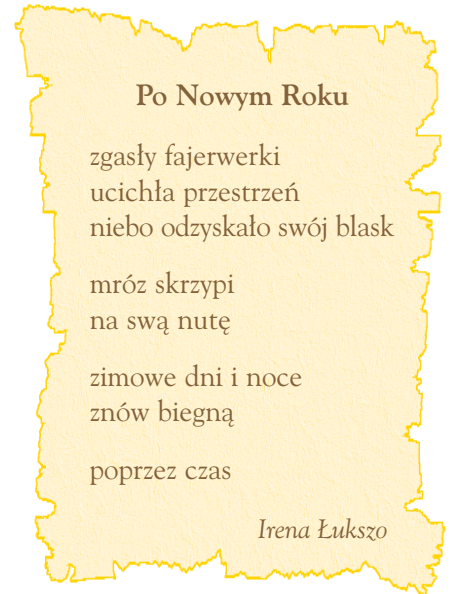 Po Nowym Roku
zgasły fajerwerki
ucichła przestrzeń
niebo odzyskało swój blask
mróz skrzypi
na swą nutę
zimowe dni i noce
znów biegną
poprzez czas
Irena Łukszo